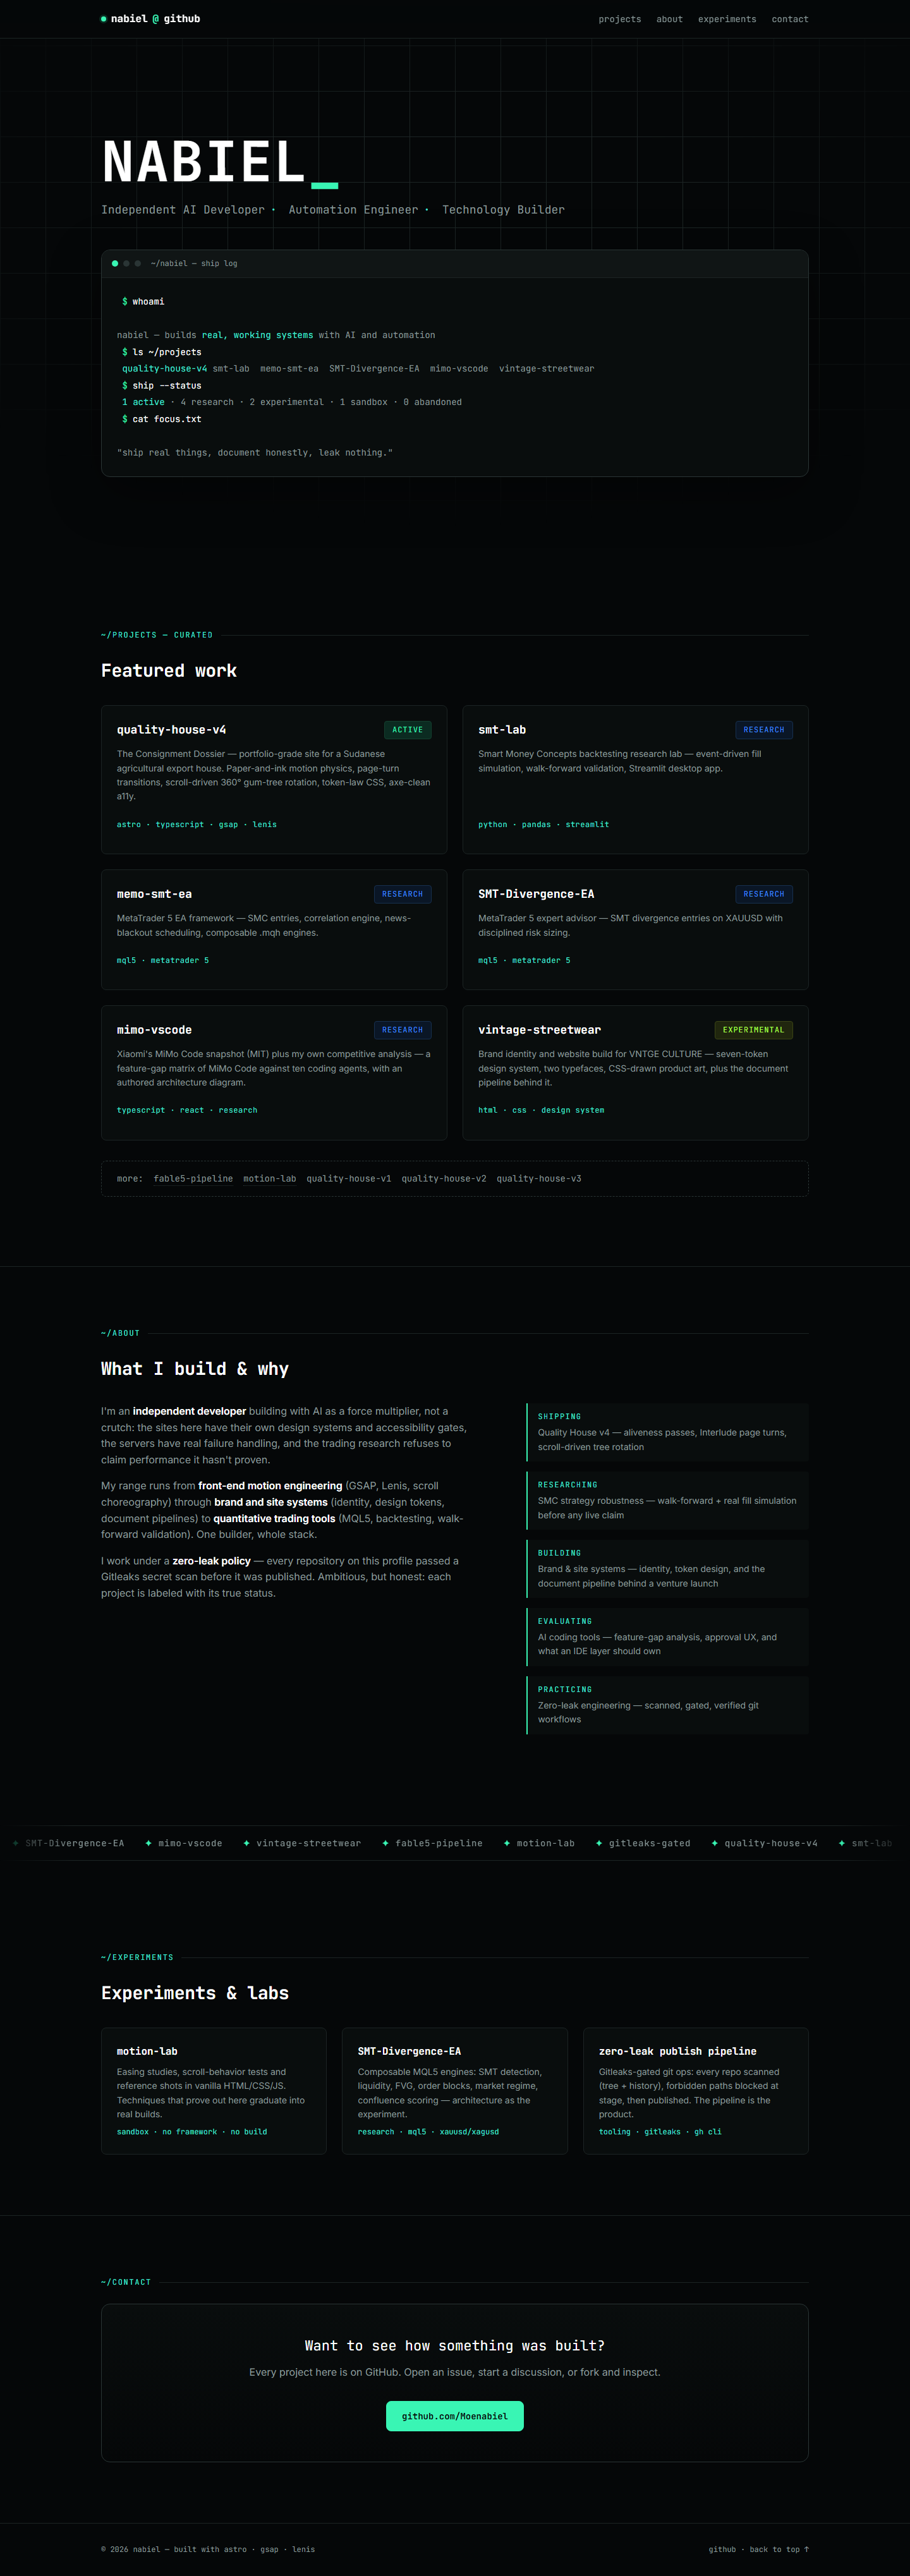 nabiel @ github
projects about experiments contact
NABIEL_
Independent AI Developer · Automation Engineer · Technology Builder
~/nabiel — ship log
$ whoami
nabiel — builds real, working systems with AI and automation
$ ls ~/projects
quality-house-v4 smt-lab memo-smt-ea SMT-Divergence-EA mimo-vscode vintage-streetwear
$ ship --status
1 active · 4 research · 2 experimental · 1 sandbox · 0 abandoned
$ cat focus.txt
"ship real things, document honestly, leak nothing."
~/PROJECTS — CURATED
Featured work
quality-house-v4 ACTIVE
The Consignment Dossier — portfolio-grade site for a Sudanese
agricultural export house. Paper-and-ink motion physics, page-turn
transitions, scroll-driven 360° gum-tree rotation, token-law CSS, axe-clean
a11y.
astro · typescript · gsap · lenis
smt-lab RESEARCH
Smart Money Concepts backtesting research lab — event-driven fill
simulation, walk-forward validation, Streamlit desktop app.
python · pandas · streamlit
memo-smt-ea RESEARCH
MetaTrader 5 EA framework — SMC entries, correlation engine, news-
blackout scheduling, composable .mqh engines.
mql5 · metatrader 5
SMT-Divergence-EA RESEARCH
MetaTrader 5 expert advisor — SMT divergence entries on XAUUSD with
disciplined risk sizing.
mql5 · metatrader 5
mimo-vscode RESEARCH
Xiaomi's MiMo Code snapshot (MIT) plus my own competitive analysis — a
feature-gap matrix of MiMo Code against ten coding agents, with an
authored architecture diagram.
typescript · react · research
vintage-streetwear EXPERIMENTAL
Brand identity and website build for VNTGE CULTURE — seven-token
design system, two typefaces, CSS-drawn product art, plus the document
pipeline behind it.
html · css · design system
more: fable5-pipeline motion-lab quality-house-v1 quality-house-v2 quality-house-v3
~/ABOUT
What I build & why
I'm an independent developer building with AI as a force multiplier, not a
crutch: the sites here have their own design systems and accessibility gates,
the servers have real failure handling, and the trading research refuses to
claim performance it hasn't proven.
My range runs from front-end motion engineering (GSAP, Lenis, scroll
choreography) through brand and site systems (identity, design tokens,
document pipelines) to quantitative trading tools (MQL5, backtesting, walk-
forward validation). One builder, whole stack.
I work under a zero-leak policy — every repository on this profile passed a
Gitleaks secret scan before it was published. Ambitious, but honest: each
project is labeled with its true status.
SHIPPING
Quality House v4 — aliveness passes, Interlude page turns,
scroll-driven tree rotation
RESEARCHING
SMC strategy robustness — walk-forward + real fill simulation
before any live claim
BUILDING
Brand & site systems — identity, token design, and the
document pipeline behind a venture launch
EVALUATING
AI coding tools — feature-gap analysis, approval UX, and
what an IDE layer should own
PRACTICING
Zero-leak engineering — scanned, gated, verified git
workflows
✦ SMT-Divergence-EA ✦ mimo-vscode ✦ vintage-streetwear ✦ fable5-pipeline ✦ motion-lab ✦ gitleaks-gated ✦ quality-house-v4 ✦ smt-lab
~/EXPERIMENTS
Experiments & labs
motion-lab
Easing studies, scroll-behavior tests and
reference shots in vanilla HTML/CSS/JS.
Techniques that prove out here graduate into
real builds.
sandbox · no framework · no build
SMT-Divergence-EA
Composable MQL5 engines: SMT detection,
liquidity, FVG, order blocks, market regime,
confluence scoring — architecture as the
experiment.
research · mql5 · xauusd/xagusd
zero-leak publish pipeline
Gitleaks-gated git ops: every repo scanned
(tree + history), forbidden paths blocked at
stage, then published. The pipeline is the
product.
tooling · gitleaks · gh cli
~/CONTACT
Want to see how something was built?
Every project here is on GitHub. Open an issue, start a discussion, or fork and inspect.
github.com/Moenabiel
© 2026 nabiel — built with astro · gsap · lenis
github · back to top ↑